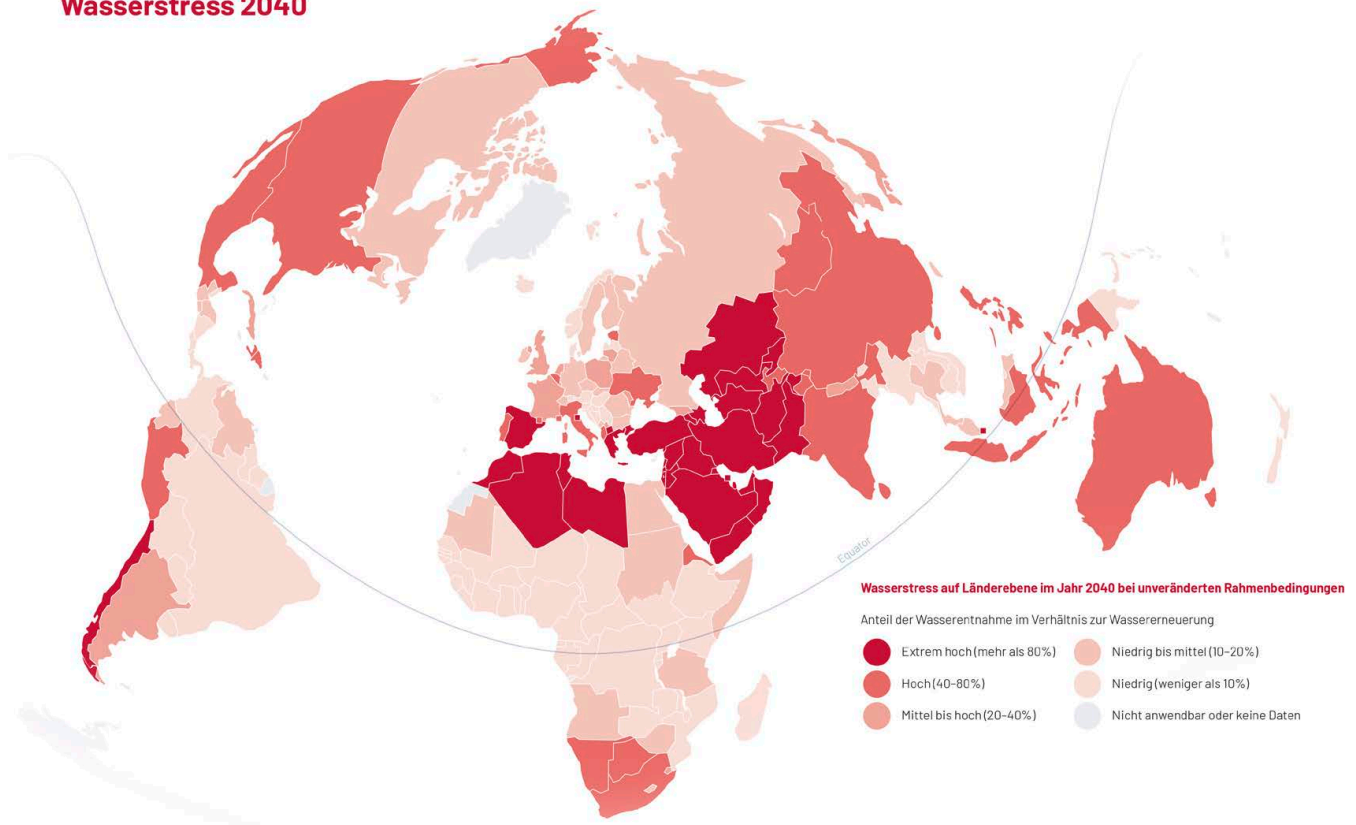 Wasserstress 2040
Equator
Wasserstress auf Länderebene im Jahr 2040 bei unveränderten Rahmenbedingungen
Anteil der Wasserentnahme im Verhältnis zur Wassererneuerung
Extrem hoch (mehr als 80%)
Hoch (40–80%)
Mittel bis hoch (20–40%)
Niedrig bis mittel (10–20%)
Niedrig (weniger als 10%)
Nicht anwendbar oder keine Daten